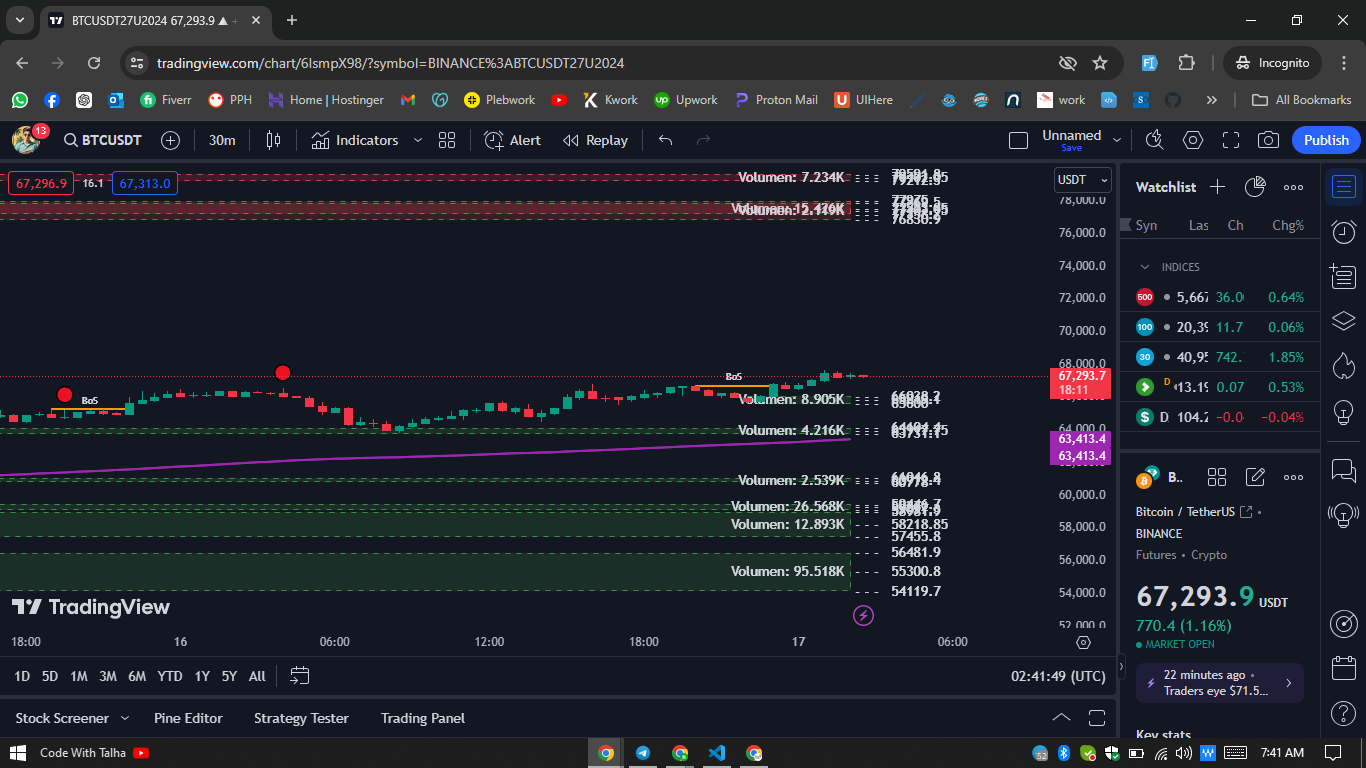 BTCUSDT27U2024 67,293.9 ▲
tradingview.com/chart/6IsmpX98/?symbol=BINANCE%3ABTCUSDT27U2024
Incognito
Fiverr
PPH
Home | Hostinger
Plebwork
Kwork
Upwork
Proton Mail
UIHere
work
All Bookmarks
13
BTCUSDT
30m
Indicators
Alert
Replay
Unnamed
Save
Publish
67,296.9 16.1 67,313.0
USDT
Volumen: 7.234K
Volumen: 2.119K
76830.9
78,000.0
76,000.0
74,000.0
72,000.0
70,000.0
68,000.0
67,293.7
18:11
BoS
BoS
Volumen: 8.905K
Volumen: 4.216K
64,000.0
63,413.4
63,413.4
Volumen: 2.539K
60,000.0
Volumen: 26.568K
Volumen: 12.893K
58218.85
58,000.0
57455.8
56481.9
56,000.0
Volumen: 95.518K
55300.8
54119.7
54,000.0
52,000.0
TradingView
18:00 16 06:00 12:00 18:00 17 06:00
1D 5D 1M 3M 6M YTD 1Y 5Y All
02:41:49 (UTC)
Stock Screener
Pine Editor
Strategy Tester
Trading Panel
Watchlist
Syn Las Ch Chg%
INDICES
500 5,667 36.0 0.64%
100 20,39 11.7 0.06%
30 40,95 742. 1.85%
D 13.19 0.07 0.53%
D 104.2 −0.0 −0.04%
B..
Bitcoin / TetherUS
BINANCE
Futures • Crypto
67,293.9 USDT
770.4 (1.16%)
MARKET OPEN
22 minutes ago •
Traders eye $71.5...
Key stats
Code With Talha
52
7:41 AM